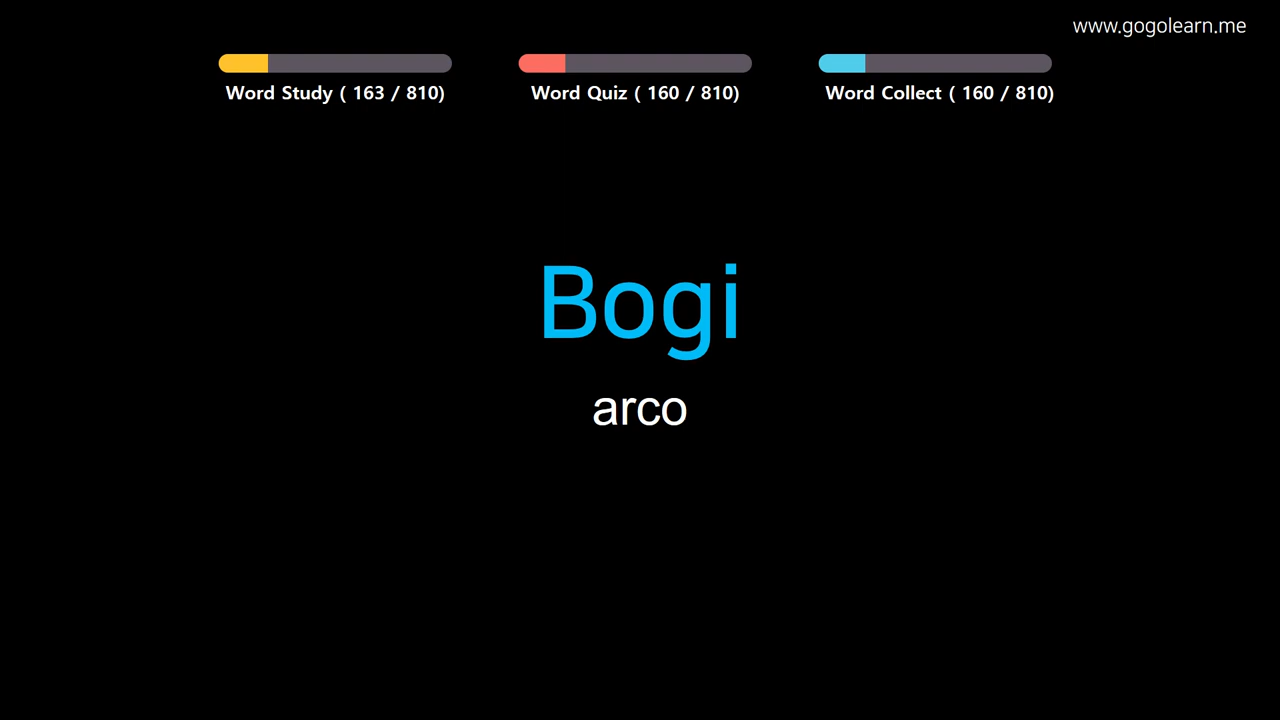 www.gogolearn.me
Word Study ( 163 / 810)
Word Quiz ( 160 / 810)
Word Collect ( 160 / 810)
Bogi
arco